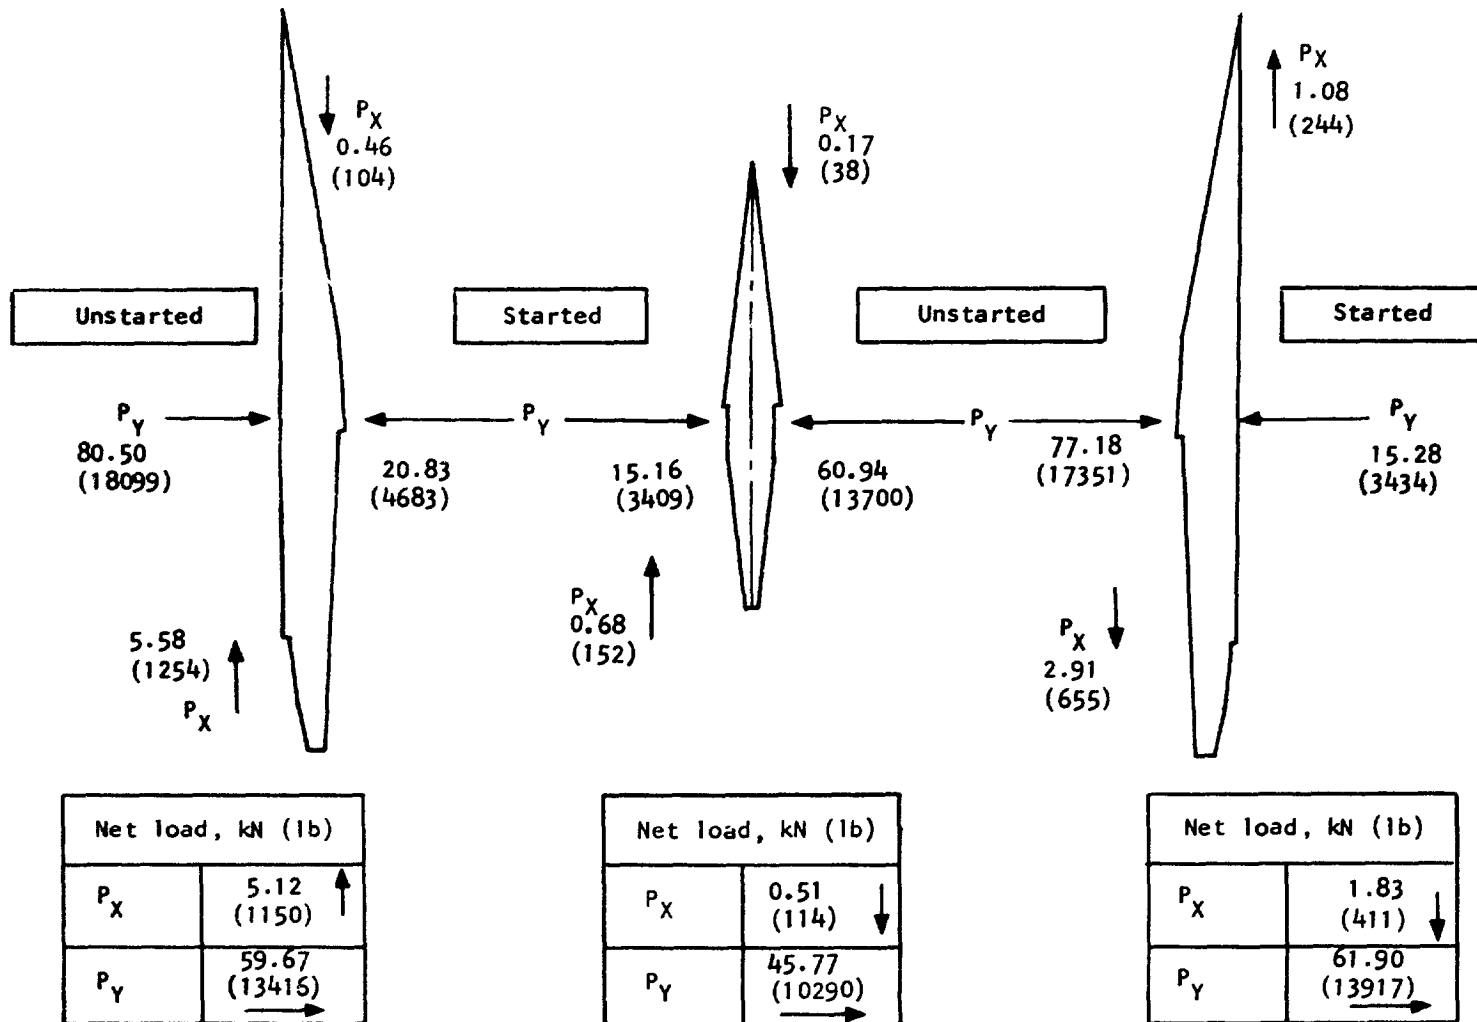 P_X
0.46
(104)
P_X
0.17
(38)
P_X
1.08
(244)
Unstarted
Started
Unstarted
Started
P_Y
80.50
(18099)
20.83
(4683)
P_Y
15.16
(3409)
60.94
(13700)
P_Y
77.18
(17351)
P_Y
15.28
(3434)
5.58
(1254)
P_X
P_X
0.68
(152)
P_X
2.91
(655)
Net load, kN (lb)
P_X
5.12
(1150)
P_Y
59.67
(13416)
Net load, kN (lb)
P_X
0.51
(114)
P_Y
45.77
(10290)
Net load, kN (lb)
P_X
1.83
(411)
P_Y
61.90
(13917)